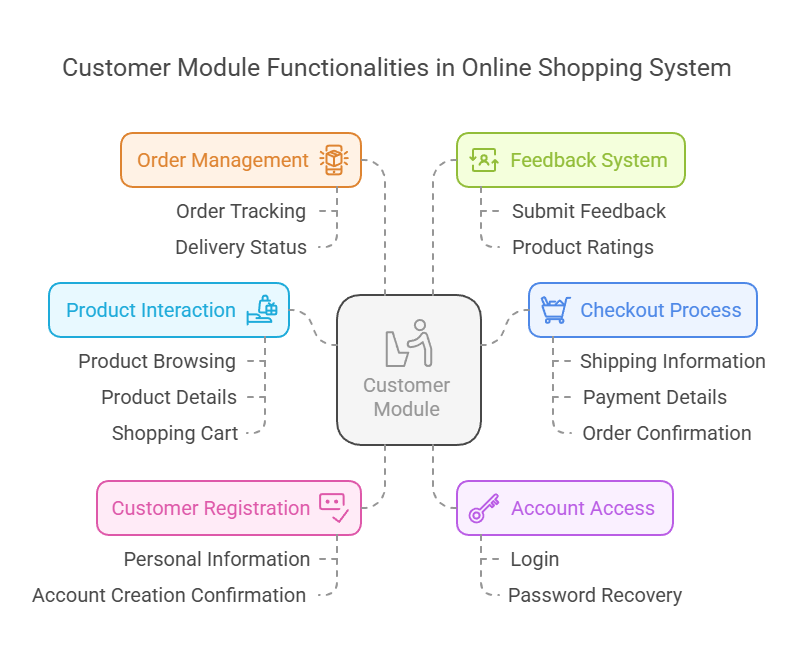 Customer Module Functionalities in Online Shopping System
Order Management
Order Tracking
Delivery Status
Feedback System
Submit Feedback
Product Ratings
Product Interaction
Product Browsing
Product Details
Shopping Cart
Customer
Module
Checkout Process
Shipping Information
Payment Details
Order Confirmation
Customer Registration
Personal Information
Account Creation Confirmation
Account Access
Login
Password Recovery